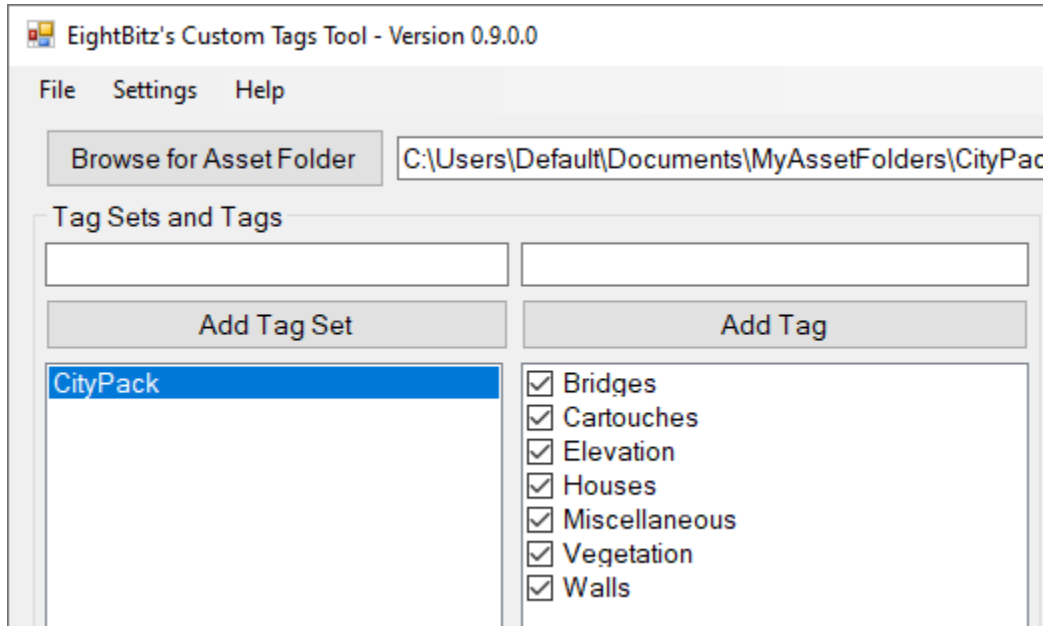 EightBitz's Custom Tags Tool - Version 0.9.0.0
File Settings Help
Browse for Asset Folder C:\Users\Default\Documents\MyAssetFolders\CityPac
Tag Sets and Tags
Add Tag Set Add Tag
CityPack
Bridges
Cartouches
Elevation
Houses
Miscellaneous
Vegetation
Walls